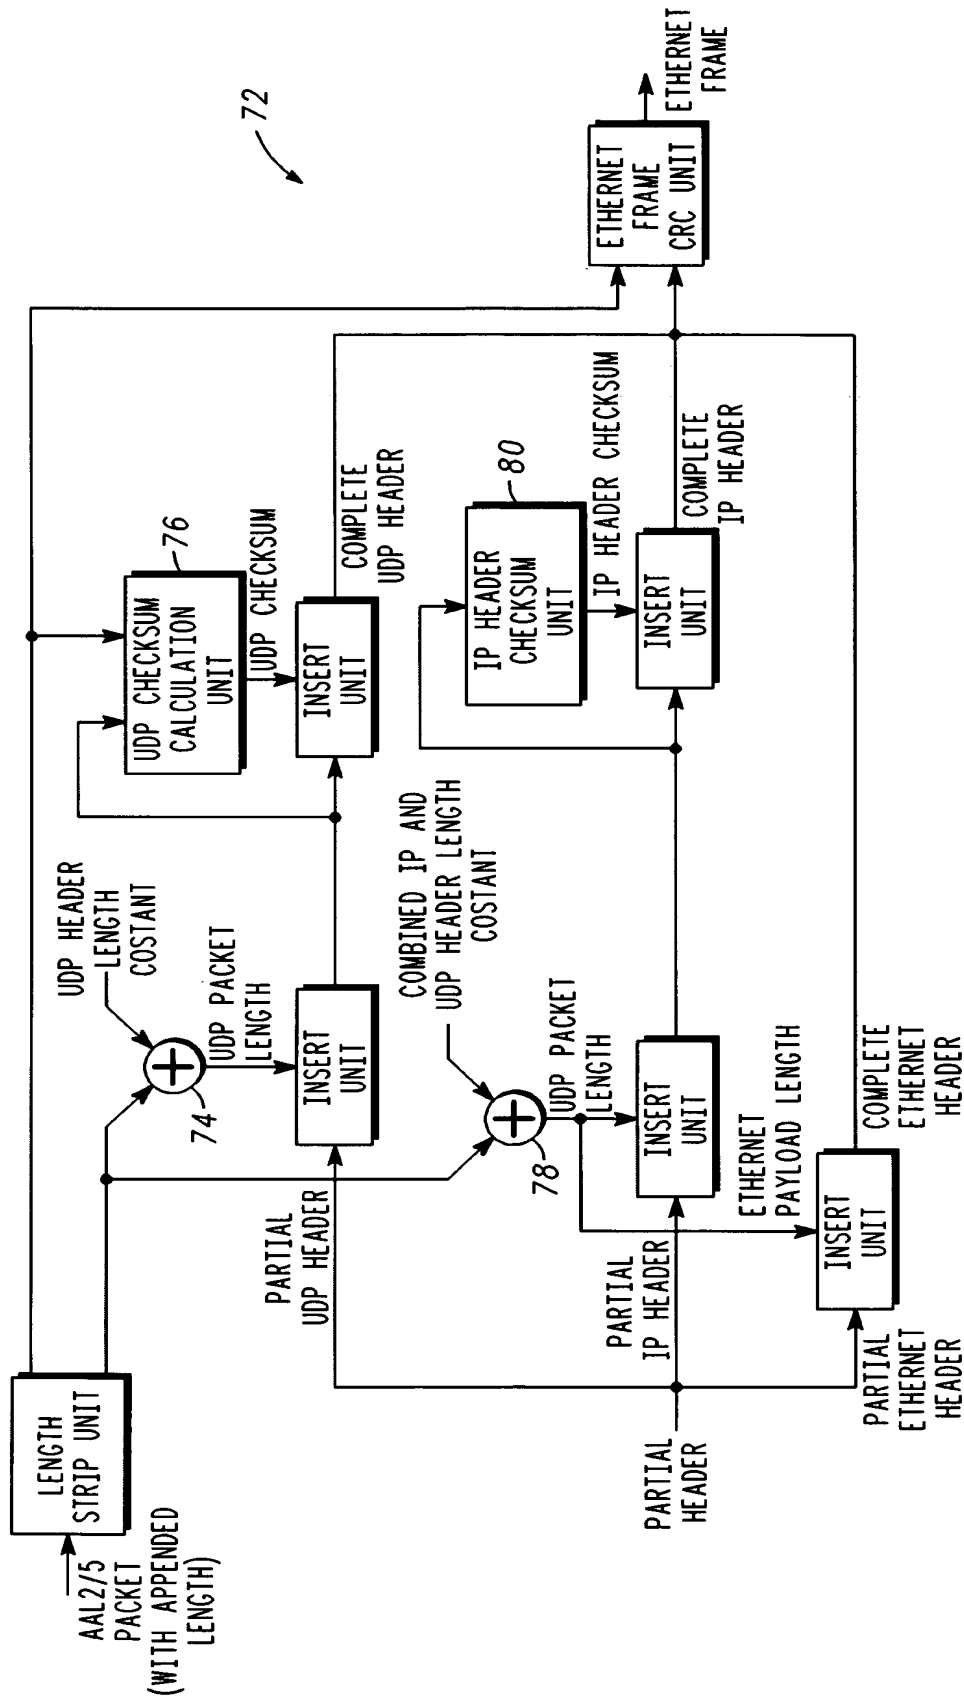 72
AAL2/5
PACKET
(WITH APPENDED
LENGTH)
LENGTH
STRIP UNIT
UDP HEADER
LENGTH
COSTANT
74
UDP PACKET
LENGTH
UDP CHECKSUM
CALCULATION
UNIT
76
UDP CHECKSUM
PARTIAL
UDP HEADER
INSERT
UNIT
INSERT
UNIT
COMPLETE
UDP HEADER
COMBINED IP AND
UDP HEADER LENGTH
COSTANT
78
UDP PACKET
LENGTH
IP HEADER
CHECKSUM
UNIT
80
IP HEADER CHECKSUM
PARTIAL
HEADER
PARTIAL
IP HEADER
INSERT
UNIT
INSERT
UNIT
COMPLETE
IP HEADER
ETHERNET
FRAME
CRC UNIT
ETHERNET
FRAME
ETHERNET
PAYLOAD LENGTH
PARTIAL
ETHERNET
HEADER
INSERT
UNIT
COMPLETE
ETHERNET
HEADER